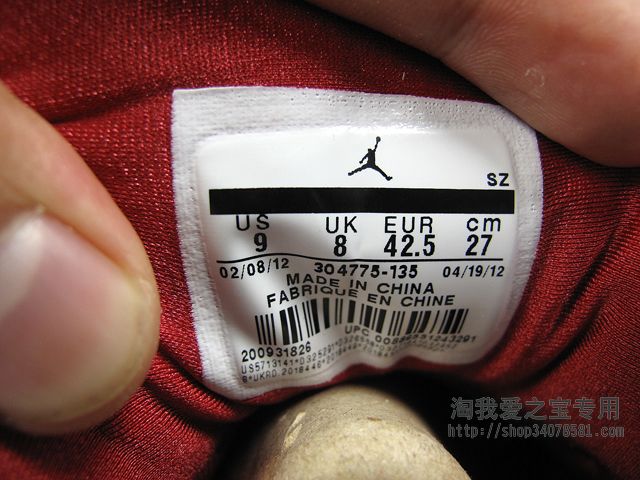 SZ
US UK EUR cm
9 8 42.5 27
02/08/12 304775-135 04/19/12
MADE IN CHINA
FABRIQUE EN CHINE
200931826
淘我爱之宝专用
http://shop34078581.com